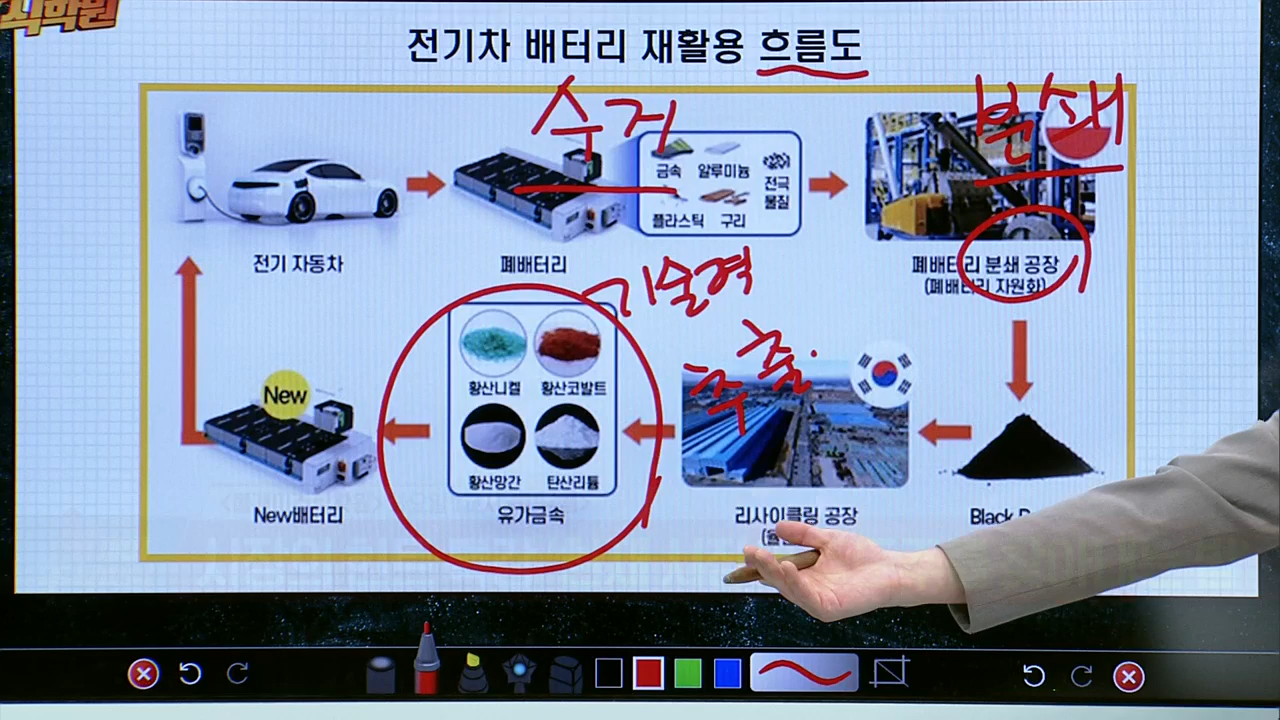 식학원
전기차 배터리 재활용 흐름도
수거
분쇄
금속
알루미늄
전극
물질
플라스틱
구리
전기 자동차
폐배터리
폐배터리 분쇄 공장
(폐배터리 자원화)
기술력
추출
황산니켈
황산코발트
New
황산망간
탄산리튬
New배터리
유가금속
리사이클링 공장
Black